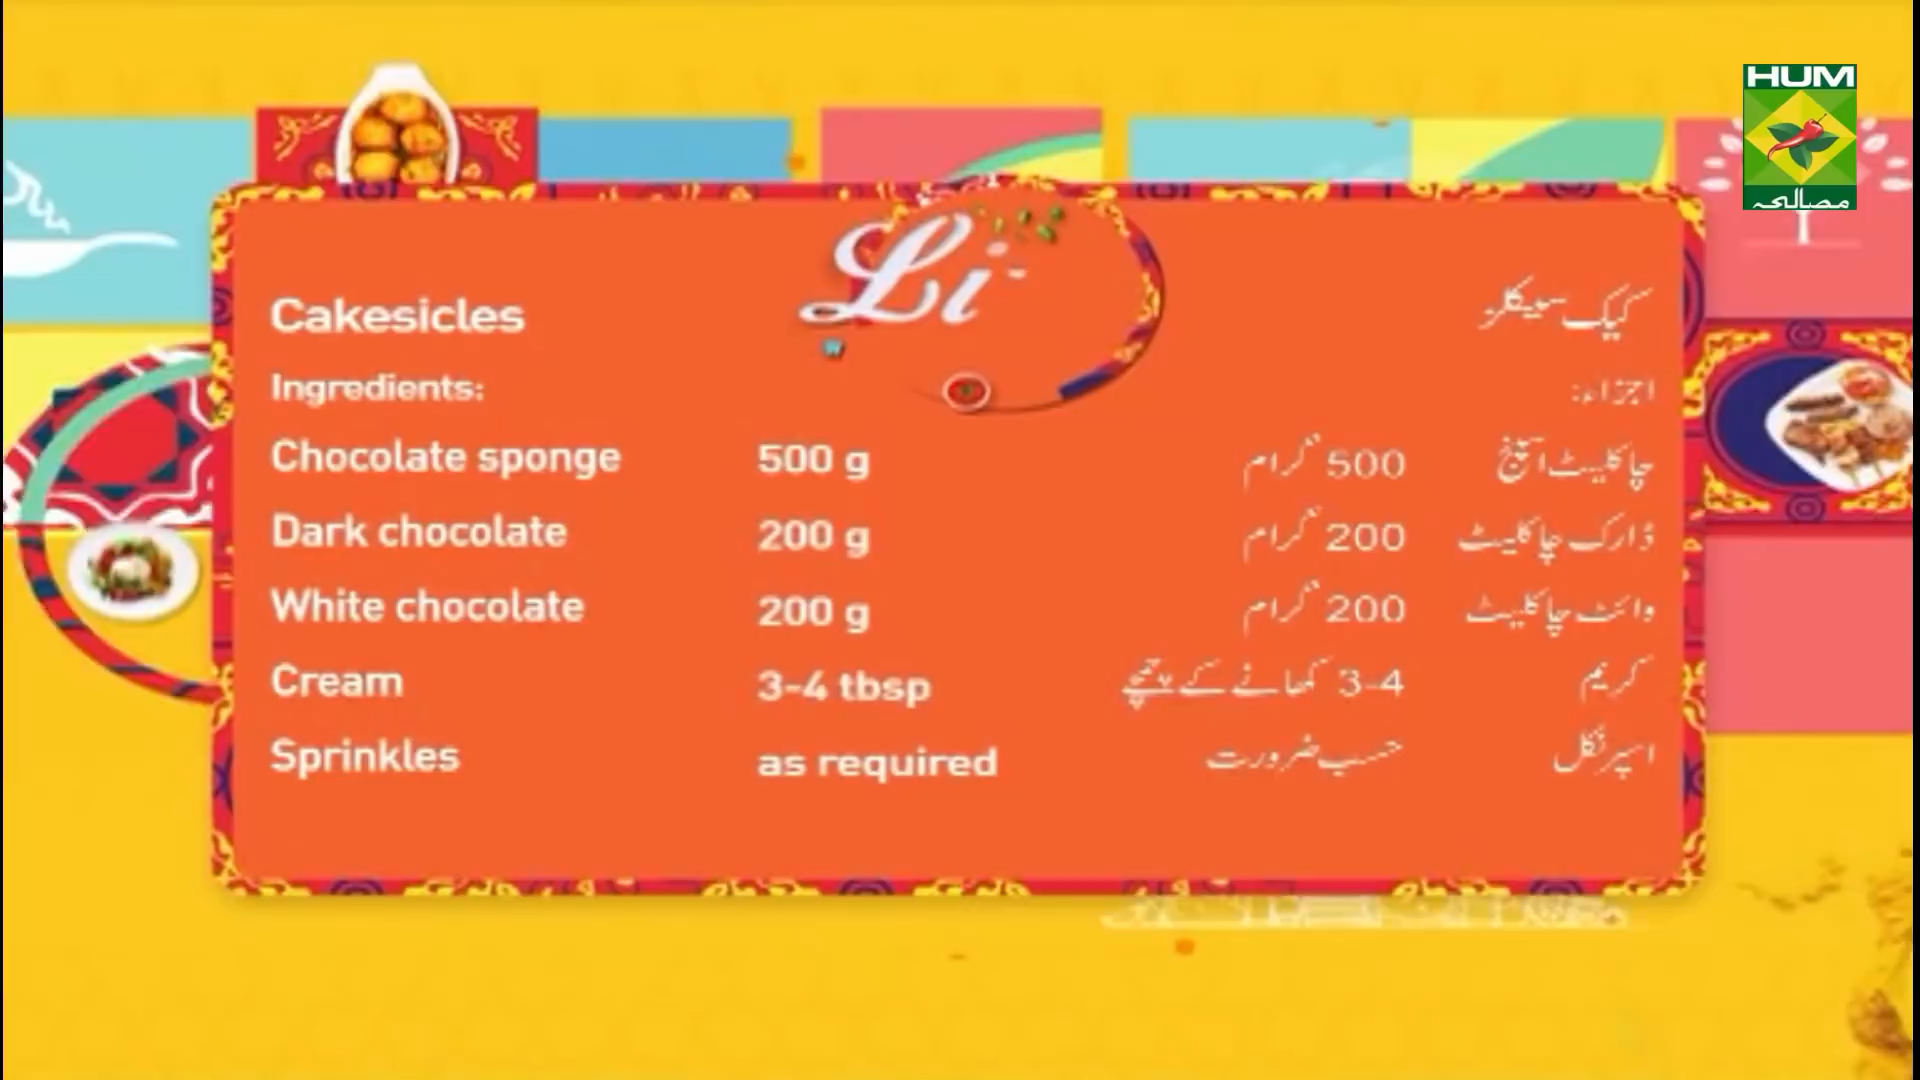 HUM
مصالحہ
Li
Cakesicles
کیک سیکلز
Ingredients:
اجزاء:
Chocolate sponge 500 g
چاکلیٹ اسپنج 500 گرام
Dark chocolate 200 g
ڈارک چاکلیٹ 200 گرام
White chocolate 200 g
وائٹ چاکلیٹ 200 گرام
Cream 3-4 tbsp
کریم 3-4 کھانے کے چمچے
Sprinkles as required
اسپرنکل حسب ضرورت